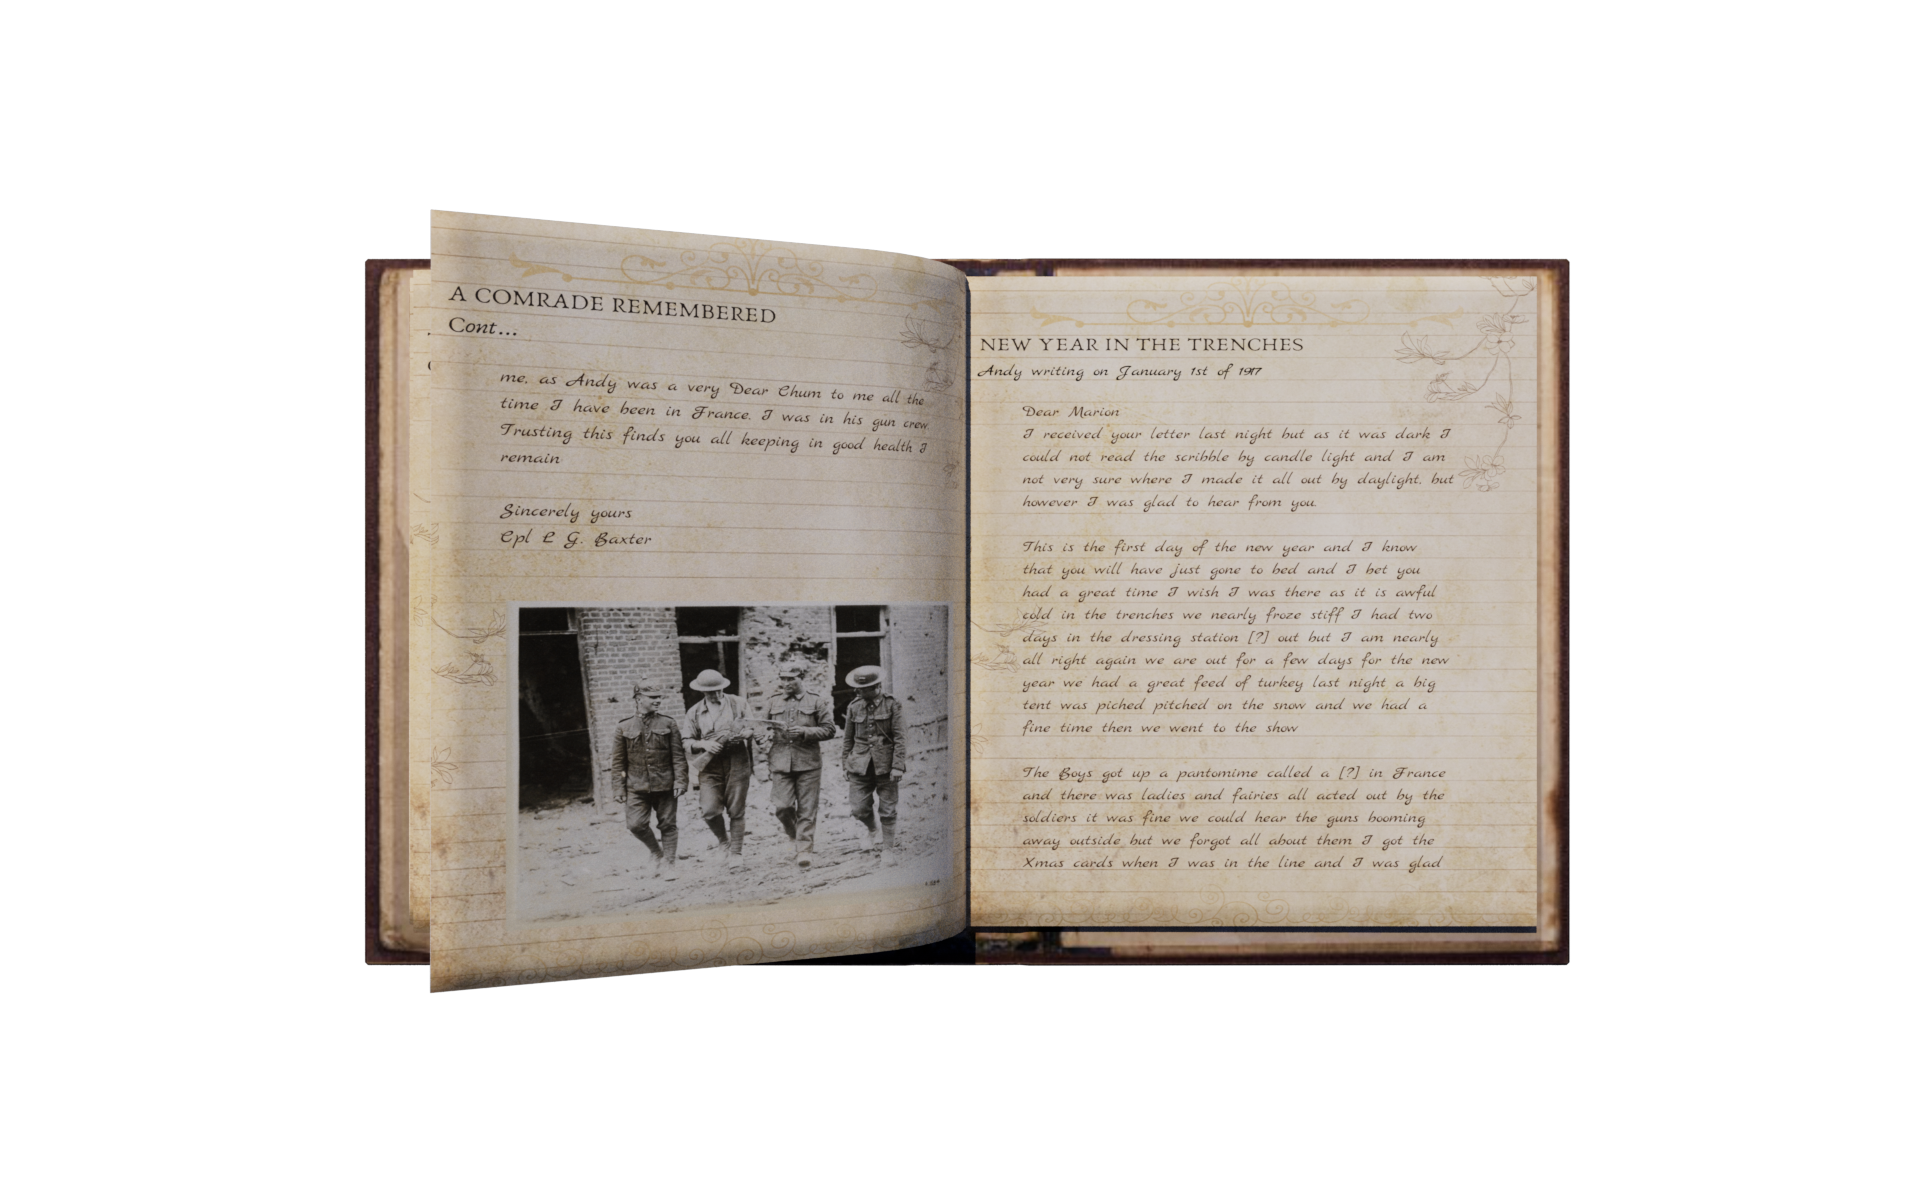 A COMRADE REMEMBERED
Cont...
me, as Andy was a very Dear Chum to me all the
time I have been in France. I was in his gun crew.
Trusting this finds you all keeping in good health I
remain
Sincerely yours
Cpl L G. Baxter
NEW YEAR IN THE TRENCHES
Andy writing on January 1st of 1917
Dear Marion
I received your letter last night but as it was dark I
could not read the scribble by candle light and I am
not very sure where I made it all out by daylight, but
however I was glad to hear from you.
This is the first day of the new year and I know
that you will have just gone to bed and I bet you
had a great time I wish I was there as it is awful
cold in the trenches we nearly froze stiff I had two
days in the dressing station [?] out but I am nearly
all right again we are out for a few days for the new
year we had a great feed of turkey last night a big
tent was piched pitched on the snow and we had a
fine time then we went to the show
The Boys got up a pantomime called a [?] in France
and there was ladies and fairies all acted out by the
soldiers it was fine we could hear the guns booming
away outside but we forgot all about them I got the
Xmas cards when I was in the line and I was glad